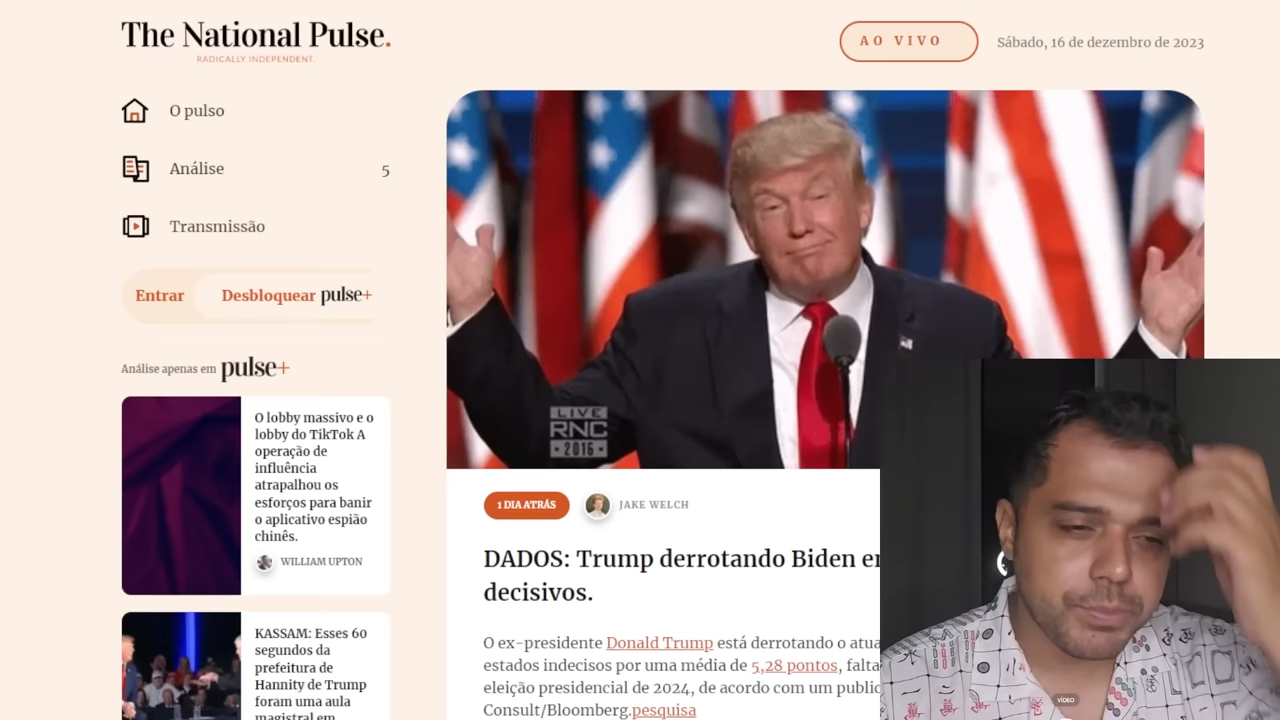 The National Pulse.
RADICALLY INDEPENDENT.
AO VIVO
Sábado, 16 de dezembro de 2023
O pulso
Análise 5
Transmissão
Entrar
Desbloquear pulse+
Análise apenas em pulse+
O lobby massivo e o
lobby do TikTok A
operação de
influência
atrapalhou os
esforços para banir
o aplicativo espião
chinês.
WILLIAM UPTON
KASSAM: Esses 60
segundos da
prefeitura de
Hannity de Trump
foram uma aula
magistral em
LIVE
RNC
2016
1 DIA ATRÁS
JAKE WELCH
DADOS: Trump derrotando Biden
decisivos.
O ex-presidente Donald Trump está derrotando o
estados indecisos por uma média de 5,28 pontos,
eleição presidencial de 2024, de acordo com um
Consult/Bloomberg.pesquisa
VÍDEO